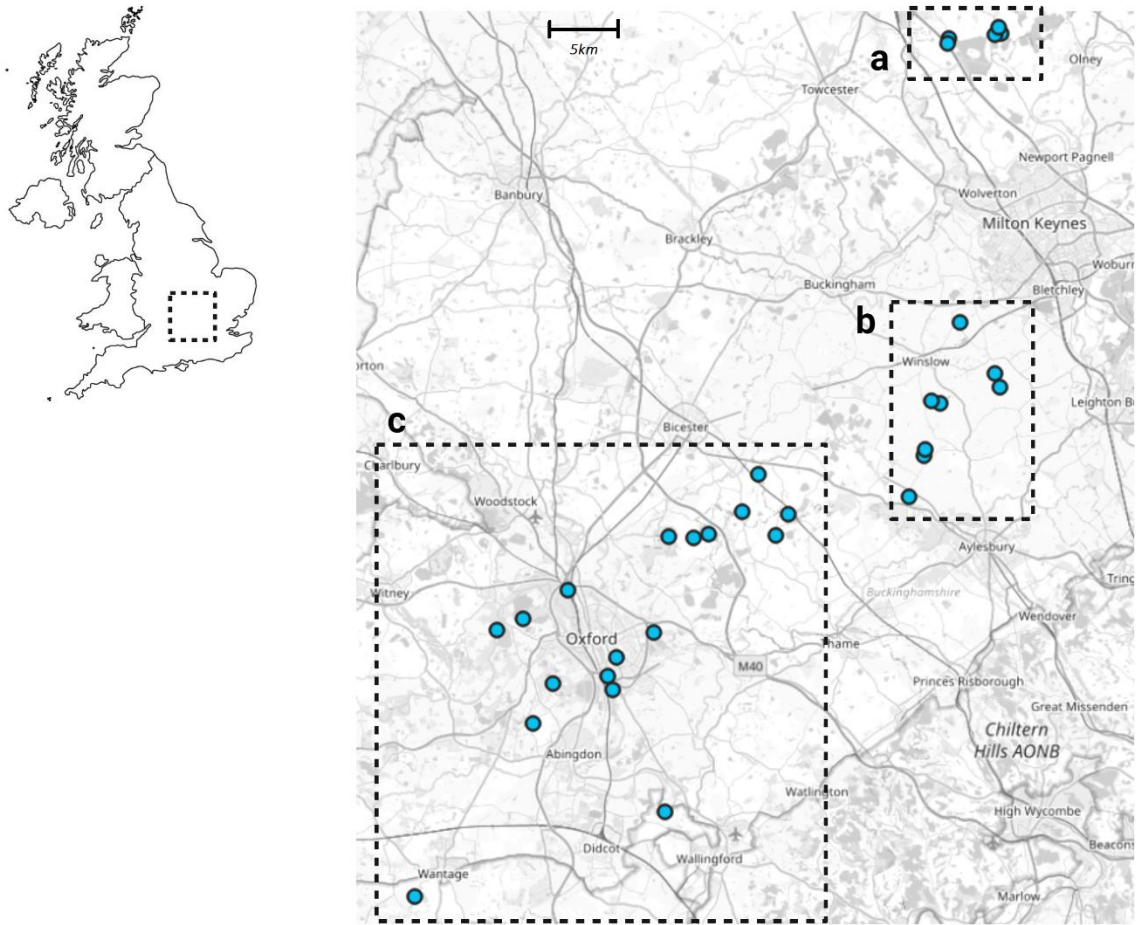 5km
a
Olney
Towcester
Newport Pagnell
Banbury
Wolverton
Milton Keynes
Brackley
Woburn
Buckingham
Bletchley
b
Winslow
orton
Leighton Bu
c
Bicester
Charlbury
Woodstock
Aylesbury
Tring
Witney
Buckinghamshire
Wendover
Oxford
Thame
M40
Princes Risborough
Great Missenden
Chiltern
Hills AONB
Abingdon
Watlington
High Wycombe
Didcot
Wallingford
Beacons
Wantage
Marlow